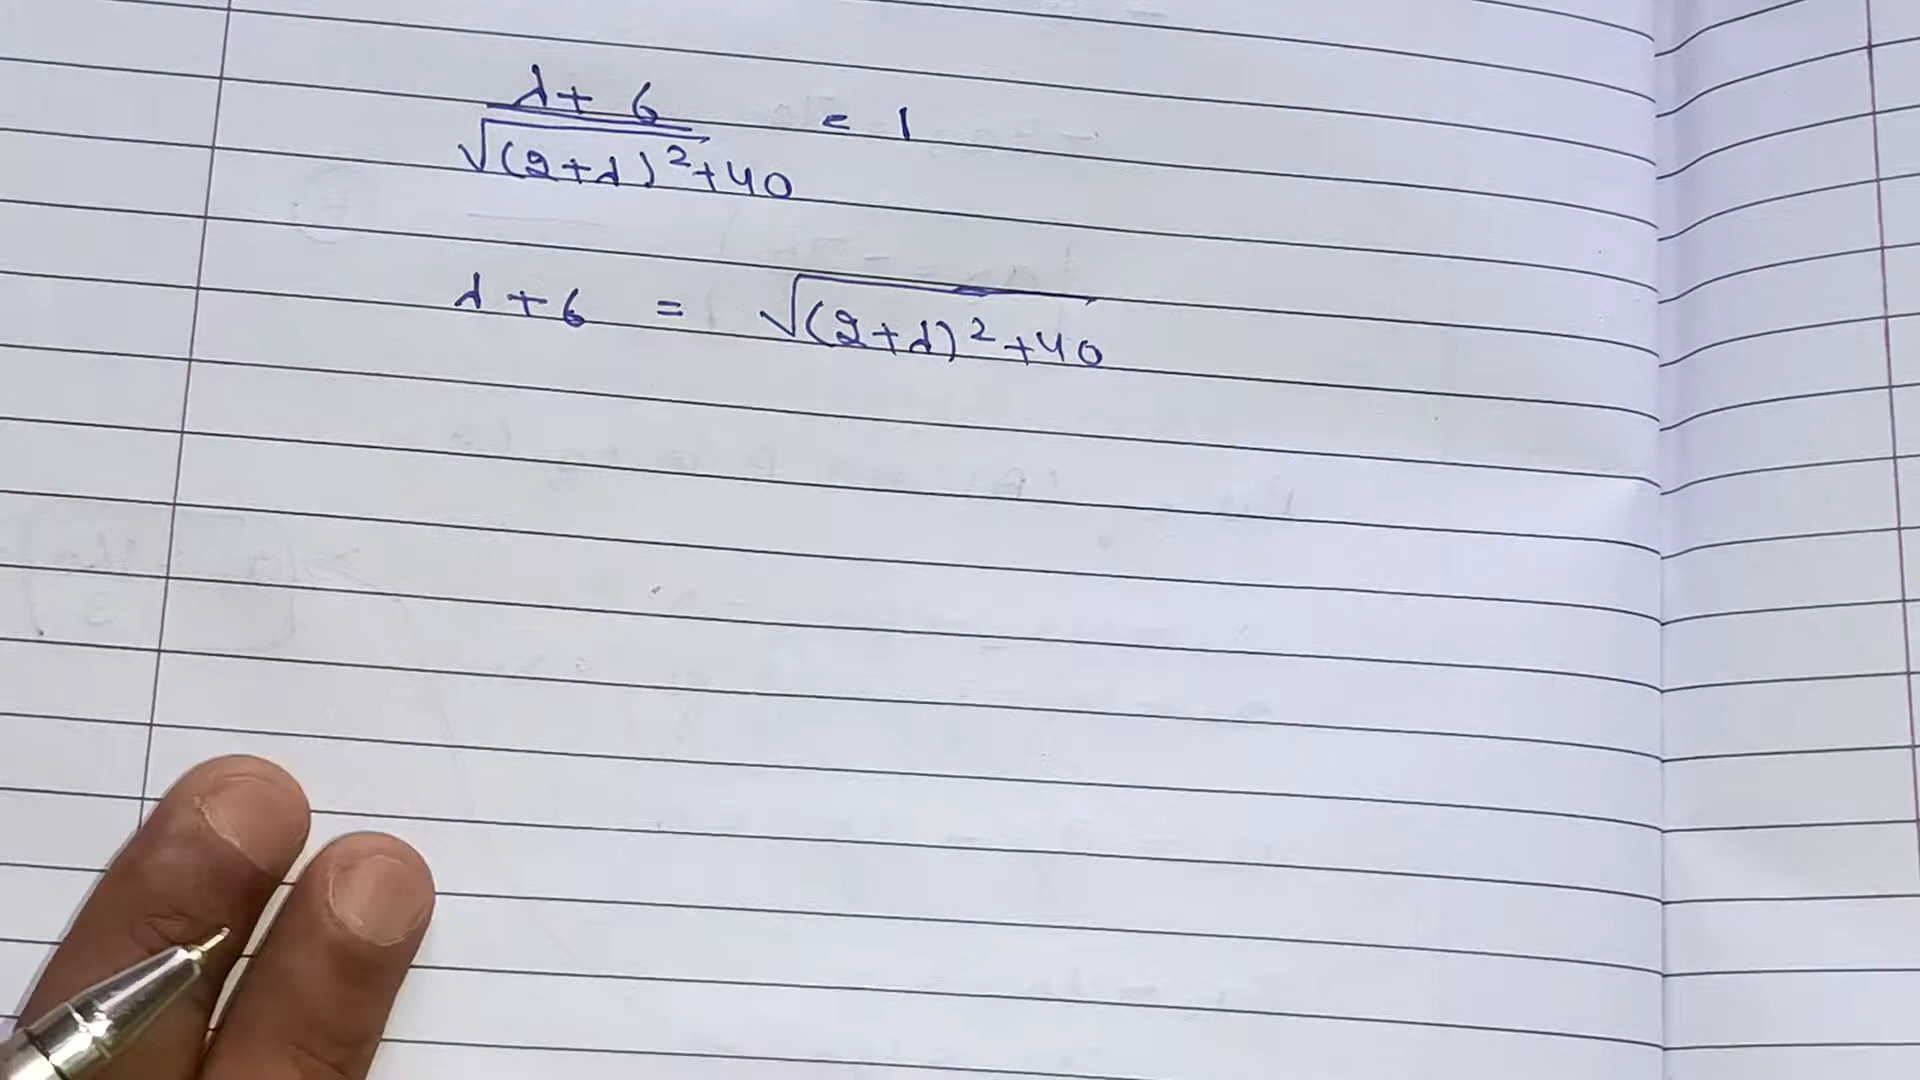 λ + 6 / √(2+λ)²+40 = 1
λ + 6 = √(2+λ)²+40